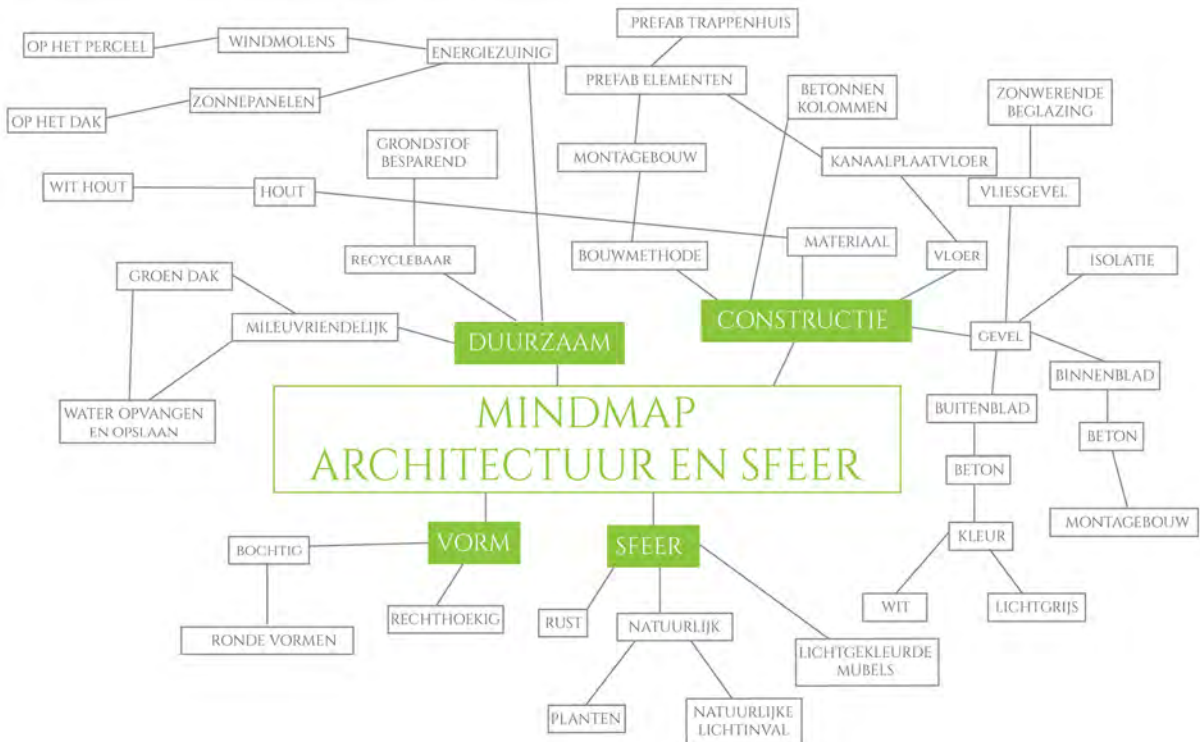 PREFAB TRAPPENHUIS
OP HET PERCEEL
WINDMOLENS
ENERGIEZUINIG
PREFAB ELEMENTEN
BETONNEN
KOLOMMEN
ZONWERENDE
BEGLAZING
ZONNEPANELEN
OP HET DAK
GRONDSTOF
BESPAREND
MONTAGEBOUW
KANAALPLAATVLOER
WIT HOUT
HOUT
VLIESGEVEL
MATERIAAL
BOUWMETHODE
RECYCLEBAAR
VLOER
ISOLATIE
GROEN DAK
MILEUVRIENDELIJK
DUURZAAM
CONSTRUCTIE
GEVEL
BINNENBLAD
WATER OPVANGEN
EN OPSLAAN
MINDMAP
ARCHITECTUUR EN SFEER
BUITENBLAD
BETON
BETON
MONTAGEBOUW
BOCHTIG
VORM
SFEER
KLEUR
RONDE VORMEN
RECHTHOEKIG
RUST
NATUURLIJK
WIT
LICHTGRIJS
LICHTGEKLEURDE
MUBELS
PLANTEN
NATUURLIJKE
LICHTINVAL